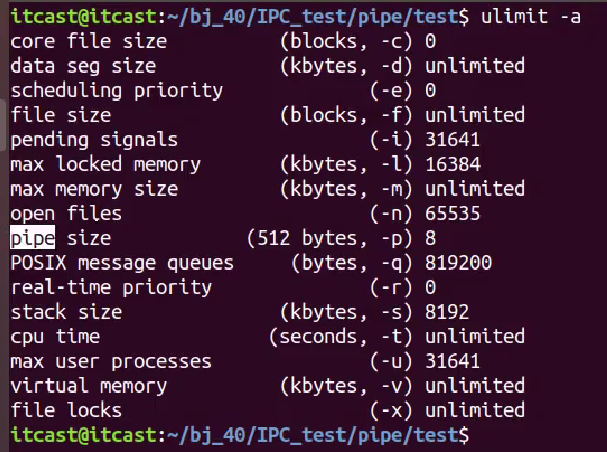 itcast@itcast:~/bj_40/IPC_test/pipe/test$ ulimit -a
core file size          (blocks, -c) 0
data seg size           (kbytes, -d) unlimited
scheduling priority             (-e) 0
file size               (blocks, -f) unlimited
pending signals                 (-i) 31641
max locked memory       (kbytes, -l) 16384
max memory size         (kbytes, -m) unlimited
open files                      (-n) 65535
pipe size            (512 bytes, -p) 8
POSIX message queues     (bytes, -q) 819200
real-time priority              (-r) 0
stack size              (kbytes, -s) 8192
cpu time               (seconds, -t) unlimited
max user processes              (-u) 31641
virtual memory          (kbytes, -v) unlimited
file locks                      (-x) unlimited
itcast@itcast:~/bj_40/IPC_test/pipe/test$